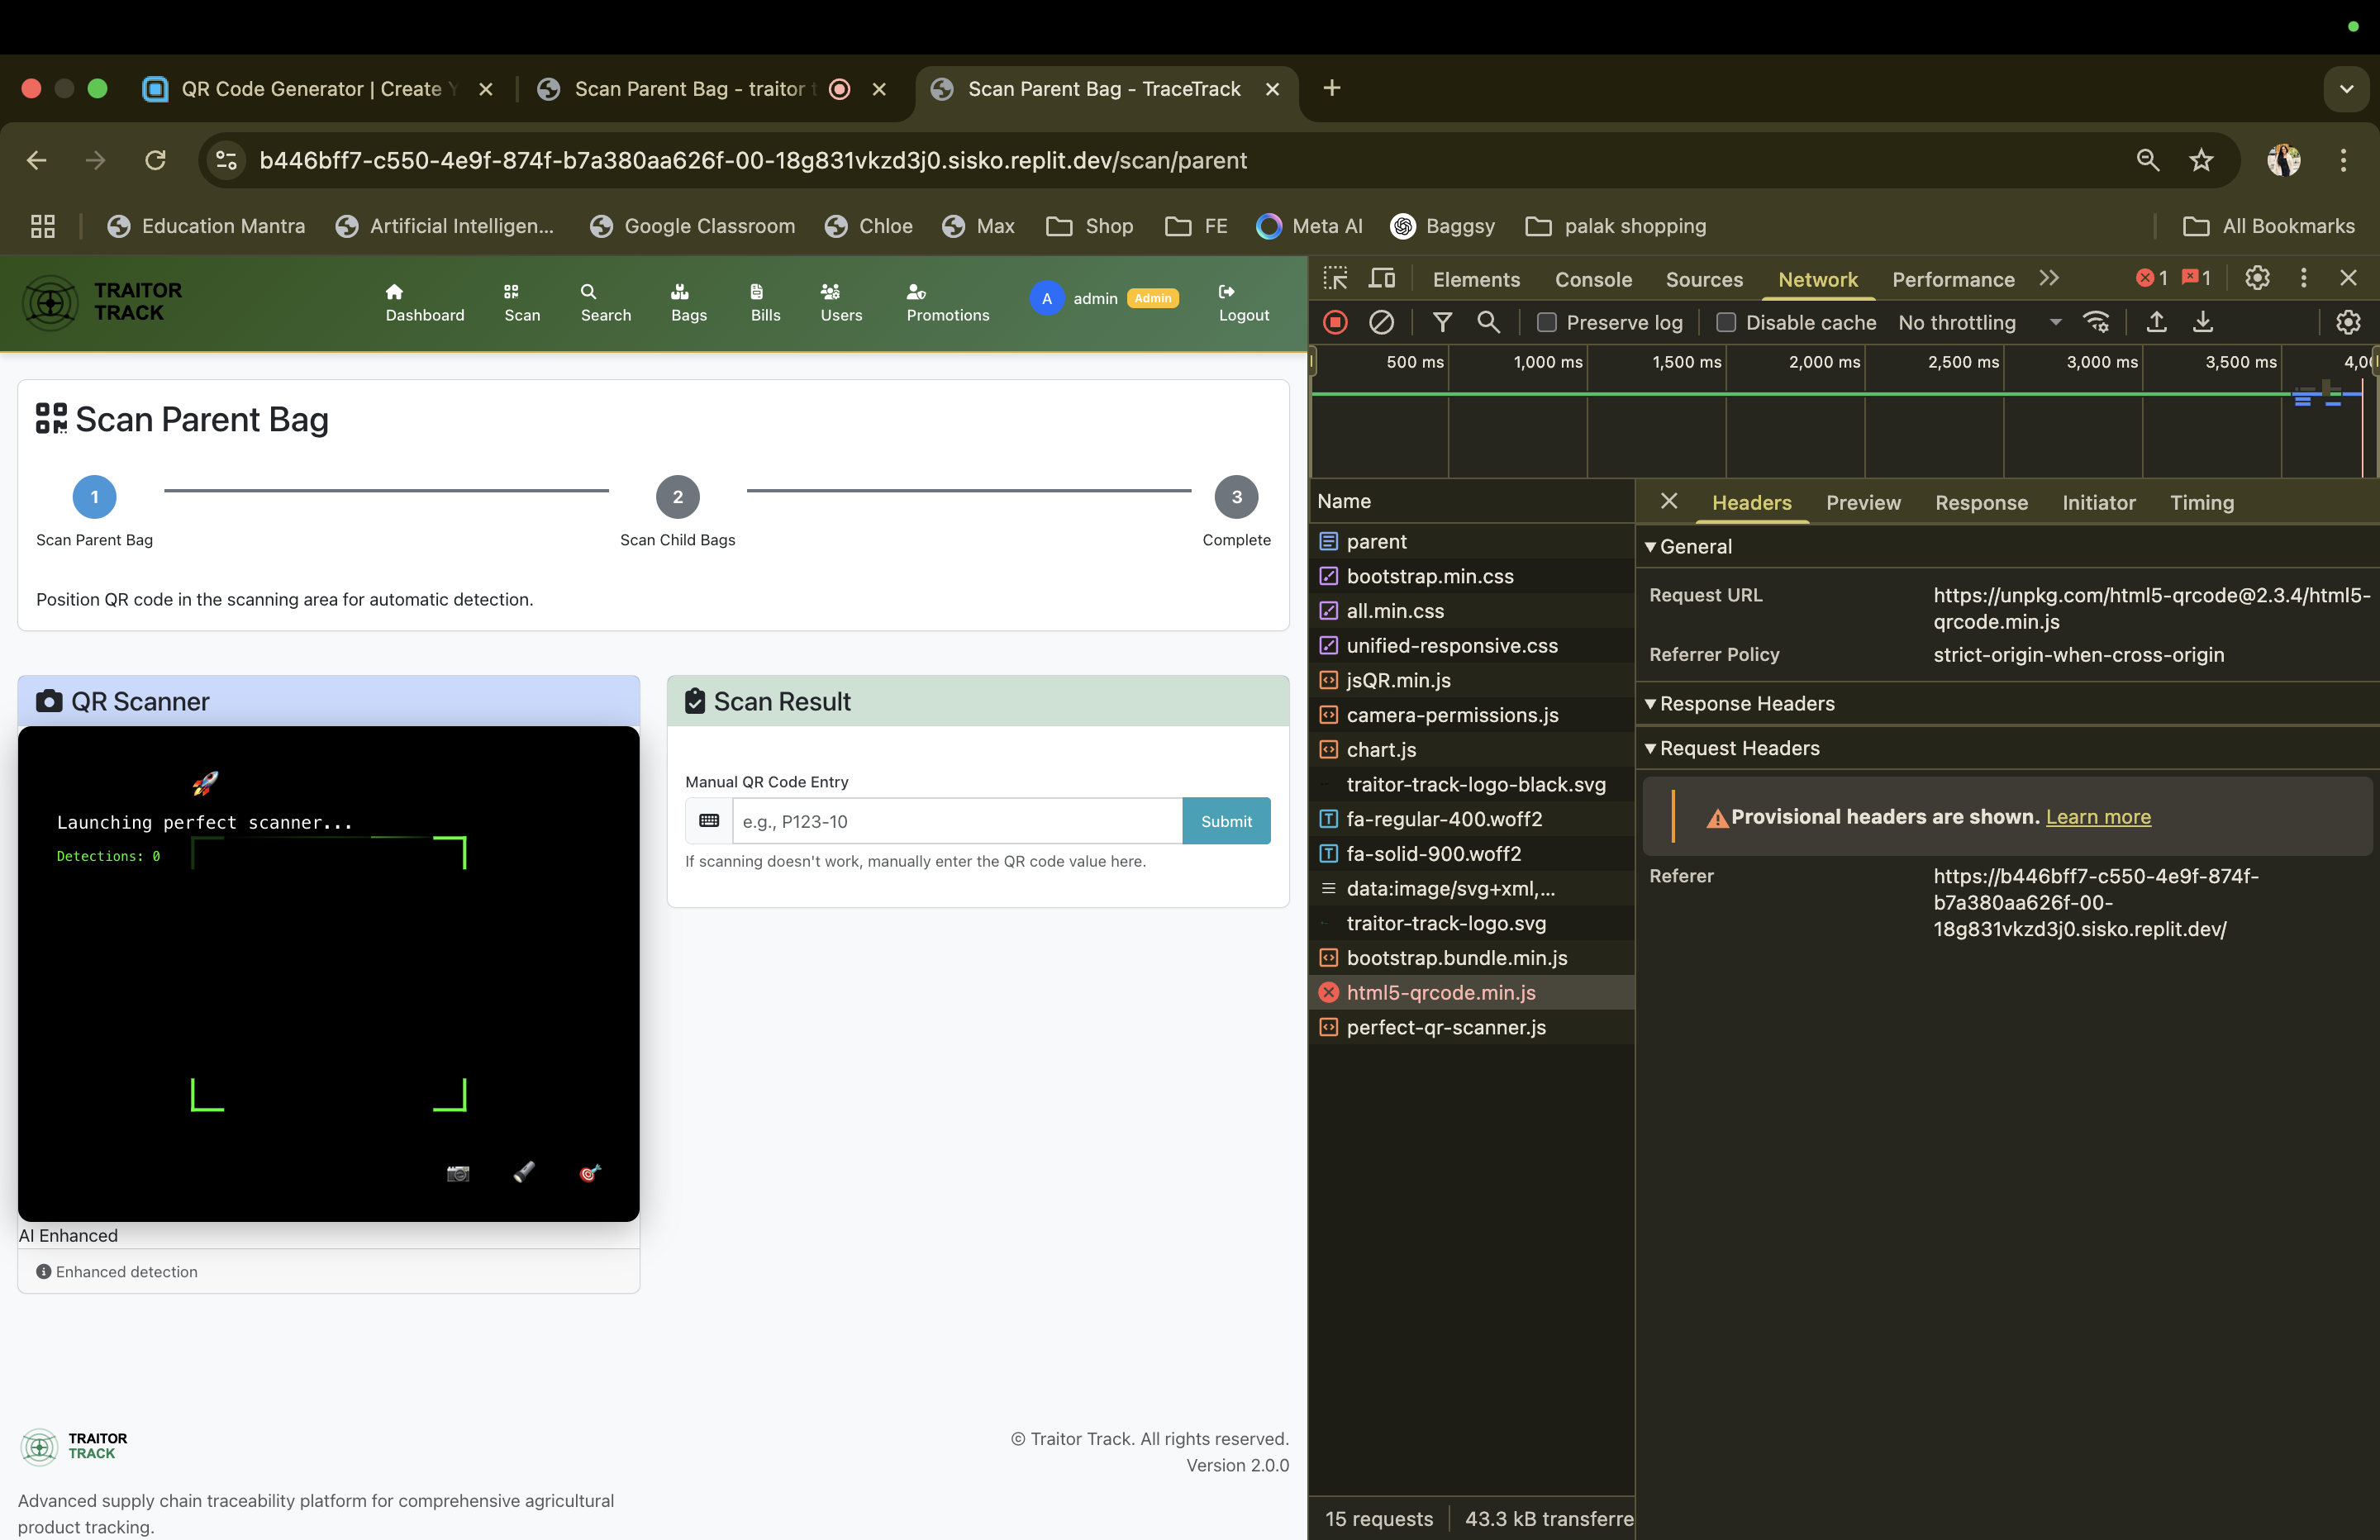 QR Code Generator | Create Y
Scan Parent Bag - traitor t
Scan Parent Bag - TraceTrack
b446bff7-c550-4e9f-874f-b7a380aa626f-00-18g831vkzd3j0.sisko.replit.dev/scan/parent
Education Mantra
Artificial Intelligen...
Google Classroom
Chloe
Max
Shop
FE
Meta AI
Baggsy
palak shopping
All Bookmarks
TRAITOR
TRACK
Dashboard
Scan
Search
Bags
Bills
Users
Promotions
A
admin
Admin
Logout
Scan Parent Bag
1
2
3
Scan Parent Bag
Scan Child Bags
Complete
Position QR code in the scanning area for automatic detection.
QR Scanner
Launching perfect scanner...
Detections: 0
AI Enhanced
Enhanced detection
Scan Result
Manual QR Code Entry
e.g., P123-10
Submit
If scanning doesn't work, manually enter the QR code value here.
TRAITOR
TRACK
© Traitor Track. All rights reserved.
Version 2.0.0
Advanced supply chain traceability platform for comprehensive agricultural
product tracking.
Elements
Console
Sources
Network
Performance
1
1
Preserve log
Disable cache
No throttling
500 ms
1,000 ms
1,500 ms
2,000 ms
2,500 ms
3,000 ms
3,500 ms
4,00
Name
parent
bootstrap.min.css
all.min.css
unified-responsive.css
jsQR.min.js
camera-permissions.js
chart.js
traitor-track-logo-black.svg
fa-regular-400.woff2
fa-solid-900.woff2
data:image/svg+xml,...
traitor-track-logo.svg
bootstrap.bundle.min.js
html5-qrcode.min.js
perfect-qr-scanner.js
15 requests
43.3 kB transferre
Headers
Preview
Response
Initiator
Timing
General
Request URL
https://unpkg.com/html5-qrcode@2.3.4/html5-
qrcode.min.js
Referrer Policy
strict-origin-when-cross-origin
Response Headers
Request Headers
Provisional headers are shown. Learn more
Referer
https://b446bff7-c550-4e9f-874f-
b7a380aa626f-00-
18g831vkzd3j0.sisko.replit.dev/